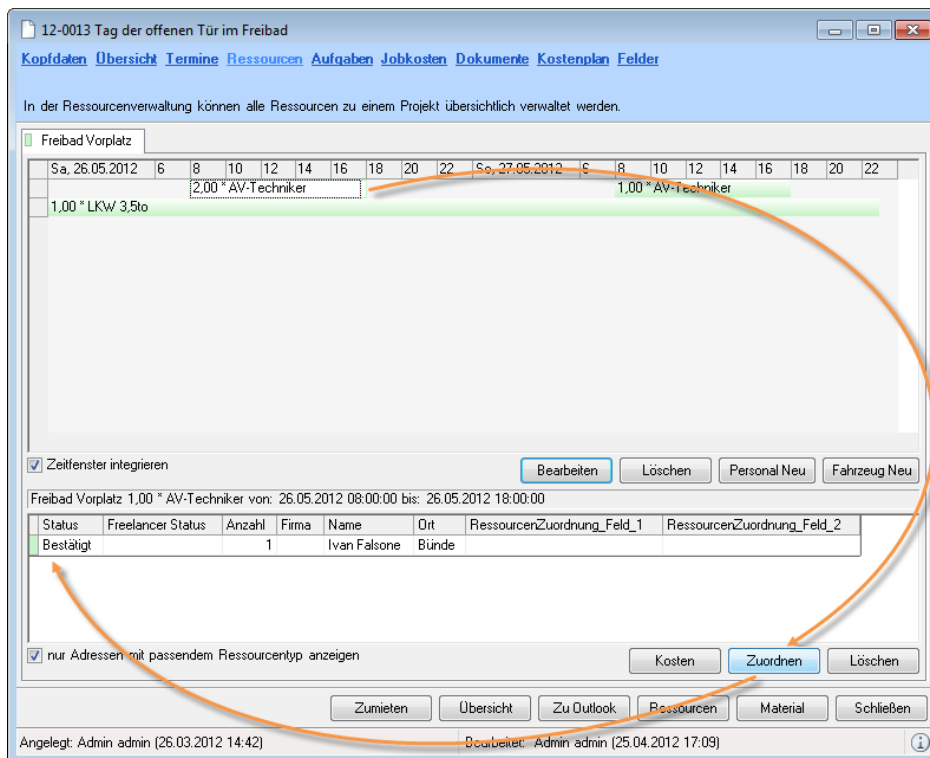 12-0013 Tag der offenen Tür im Freibad
Kopfdaten Übersicht Termine Ressourcen Aufgaben Jobkosten Dokumente Kostenplan Felder
In der Ressourcenverwaltung können alle Ressourcen zu einem Projekt übersichtlich verwaltet werden.
Freibad Vorplatz
Sa, 26.05.2012 6 8 10 12 14 16 18 20 22 So, 27.05.2012 6 8 10 12 14 16 18 20 22
2,00 * AV-Techniker 1,00 * AV-Techniker
1,00 * LKW 3,5to
Zeitfenster integrieren
Bearbeiten Löschen Personal Neu Fahrzeug Neu
Freibad Vorplatz 1,00 * AV-Techniker von: 26.05.2012 08:00:00 bis: 26.05.2012 18:00:00
Status Freelancer Status Anzahl Firma Name Ort RessourcenZuordnung_Feld_1 RessourcenZuordnung_Feld_2
Bestätigt 1 Ivan Falsone Bünde
nur Adressen mit passendem Ressourcentyp anzeigen
Kosten Zuordnen Löschen
Zumieten Übersicht Zu Outlook Ressourcen Material Schließen
Angelegt: Admin admin (26.03.2012 14:42) Bearbeitet: Admin admin (25.04.2012 17:09)